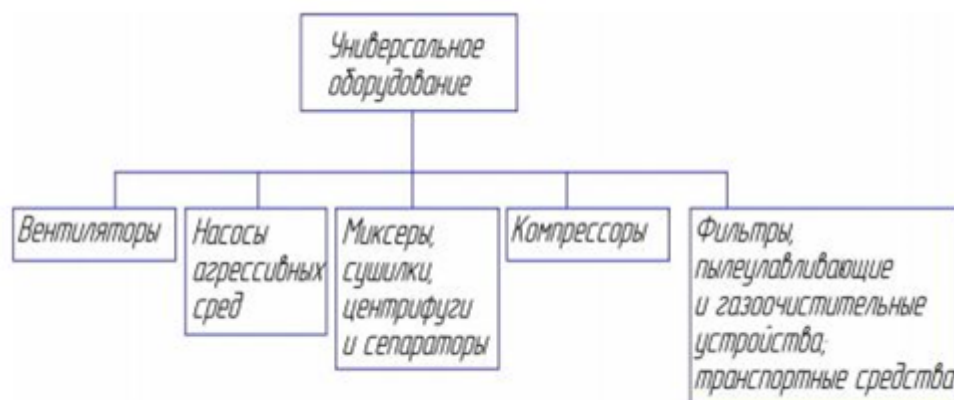 Универсальное
оборудование
Вентиляторы
Насосы
агрессивных
сред
Миксеры,
сушилки,
центрифуги
и сепараторы
Компрессоры
Фильтры,
пылеулавливающие
и газоочистительные
устройства;
транспортные средства